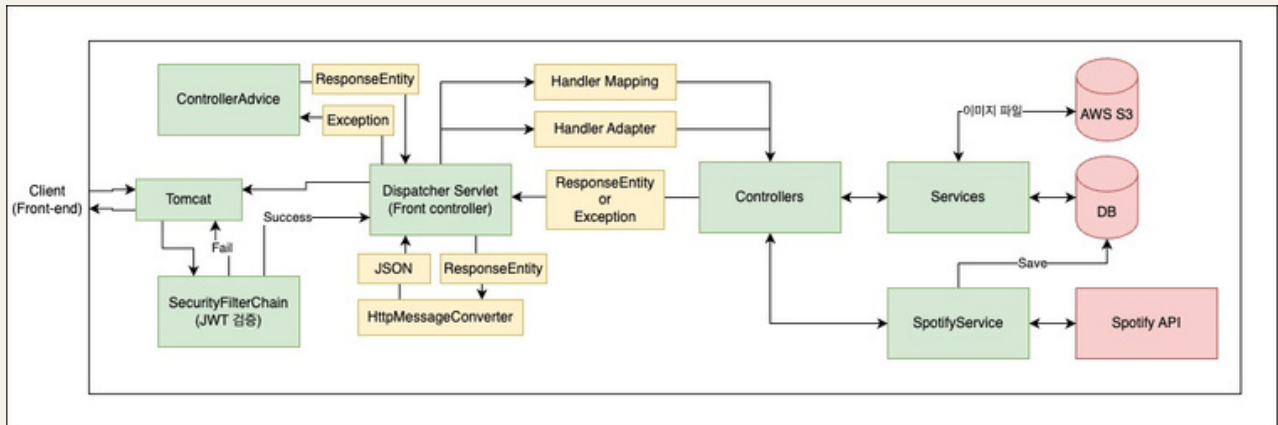 ControllerAdvice
ResponseEntity
Exception
Handler Mapping
Handler Adapter
이미지 파일
AWS S3
Client
(Front-end)
Tomcat
Dispatcher Servlet
(Front controller)
ResponseEntity
or
Exception
Controllers
Services
DB
Success
Fail
JSON
ResponseEntity
Save
SecurityFilterChain
(JWT 검증)
HttpMessageConverter
SpotifyService
Spotify API